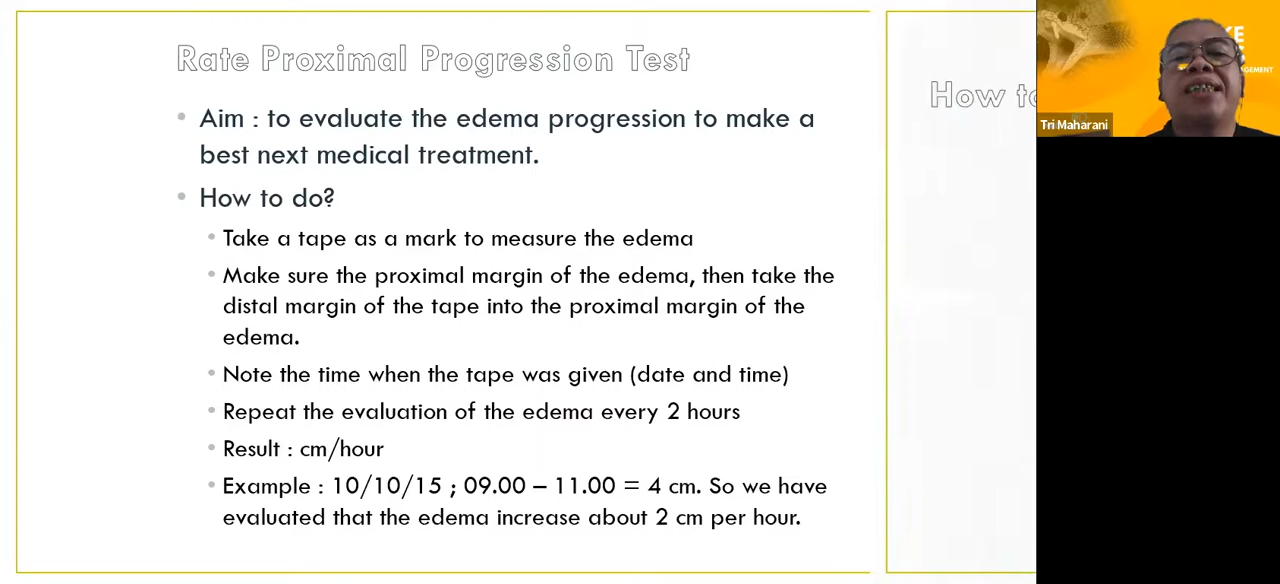 Rate Proximal Progression Test
• Aim : to evaluate the edema progression to make a
best next medical treatment.
• How to do?
• Take a tape as a mark to measure the edema
• Make sure the proximal margin of the edema, then take the
distal margin of the tape into the proximal margin of the
edema.
• Note the time when the tape was given (date and time)
• Repeat the evaluation of the edema every 2 hours
• Result : cm/hour
• Example : 10/10/15 ; 09.00 – 11.00 = 4 cm. So we have
evaluated that the edema increase about 2 cm per hour.
How to
Tri Maharani